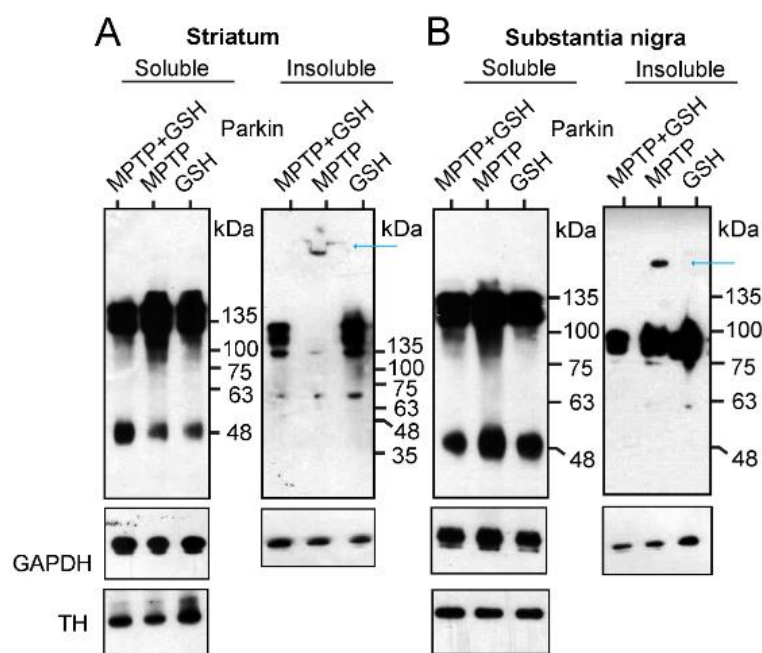 A Striatum
Soluble Insoluble
MPTP+GSH MPTP GSH Parkin MPTP+GSH MPTP GSH
kDa kDa
135
100
75
63
48
135
100
75
63
48
35
B Substantia nigra
Soluble Insoluble
MPTP+GSH MPTP GSH Parkin MPTP+GSH MPTP GSH
kDa kDa
135
100
75
63
48
135
100
75
63
48
GAPDH
TH